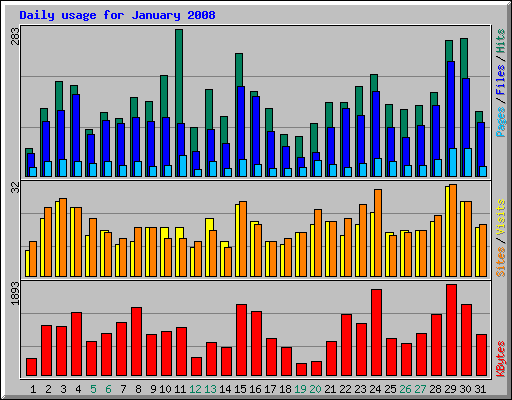 Daily usage for January 2008
283
Pages / Files / Hits
32
Sites / Visits
1893
KBytes
1 2 3 4 5 6 7 8 9 10 11 12 13 14 15 16 17 18 19 20 21 22 23 24 25 26 27 28 29 30 31